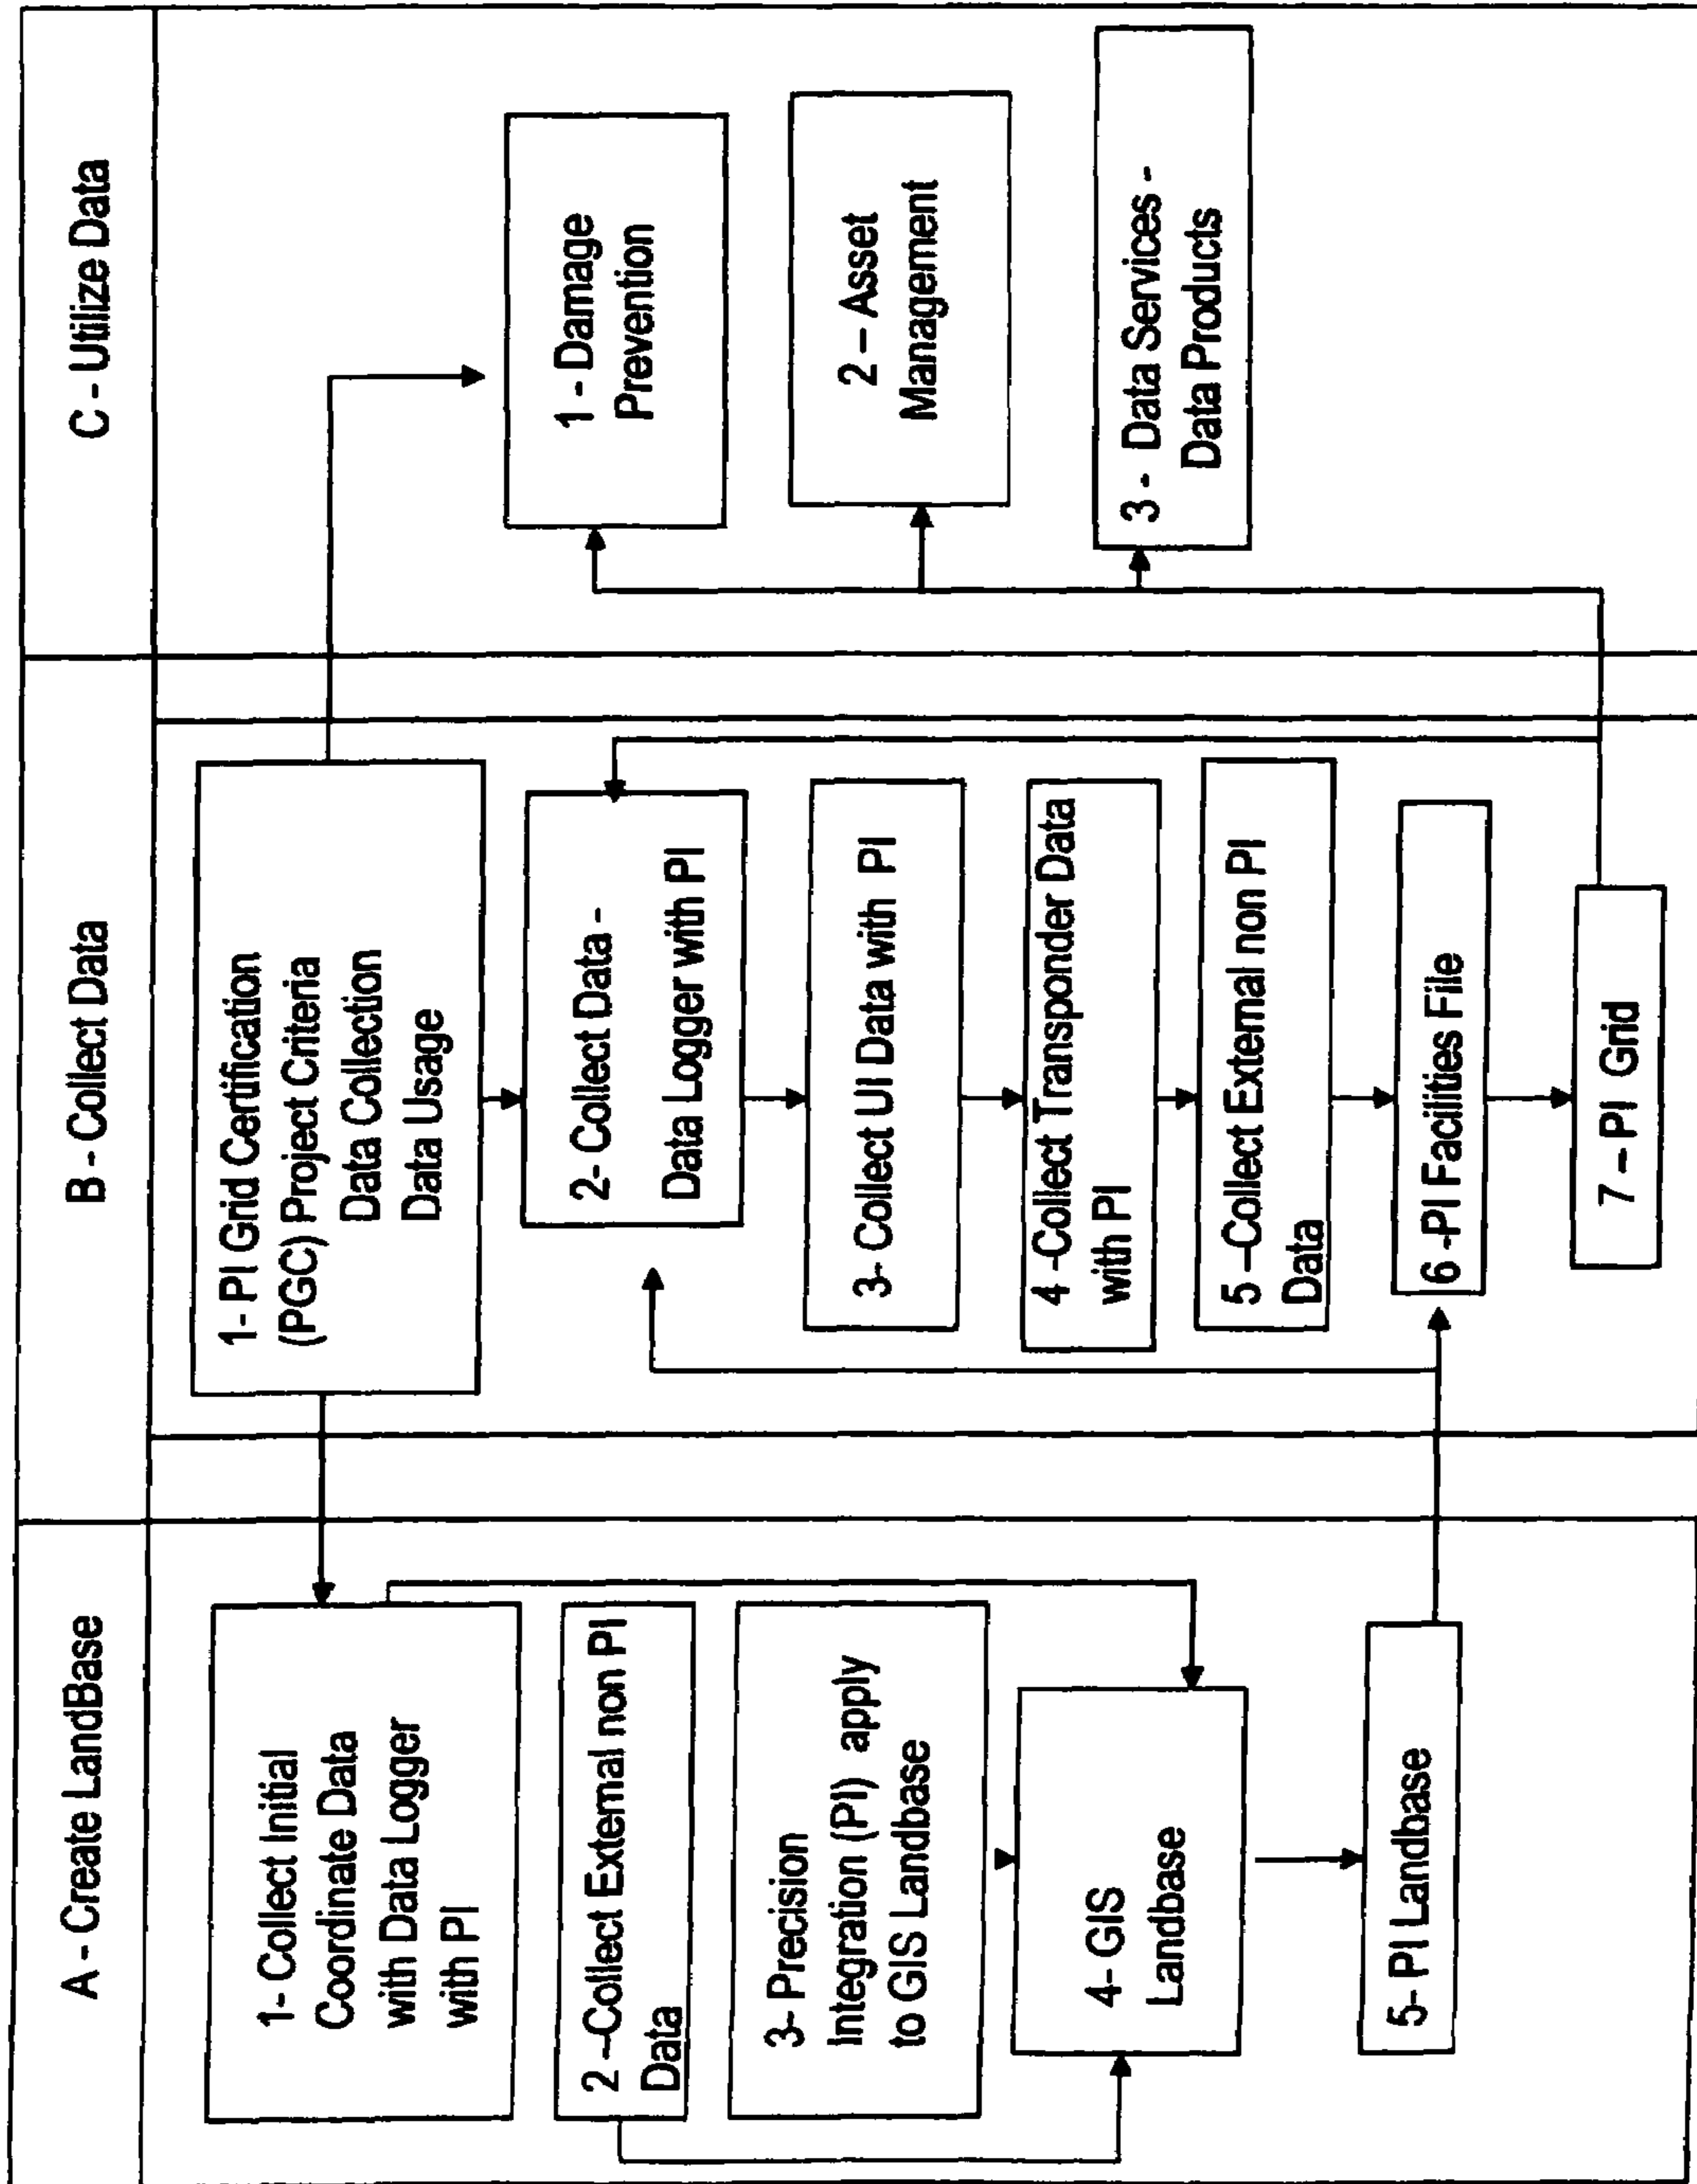 A - Create LandBase
1- Collect Initial
Coordinate Data
with Data Logger
with PI
2 –Collect External non PI
Data
3- Precision
Integration (PI) apply
to GIS Landbase
4- GIS
Landbase
5- PI Landbase
B - Collect Data
1- PI Grid Certification
(PGC) Project Criteria
Data Collection
Data Usage
2- Collect Data -
Data Logger with PI
3- Collect UI Data with PI
4 -Collect Transponder Data
with PI
5 –Collect External non PI
Data
6 -PI Facilities File
7 – PI Grid
C - Utilize Data
1 - Damage
Prevention
2 – Asset
Management
3 - Data Services -
Data Products